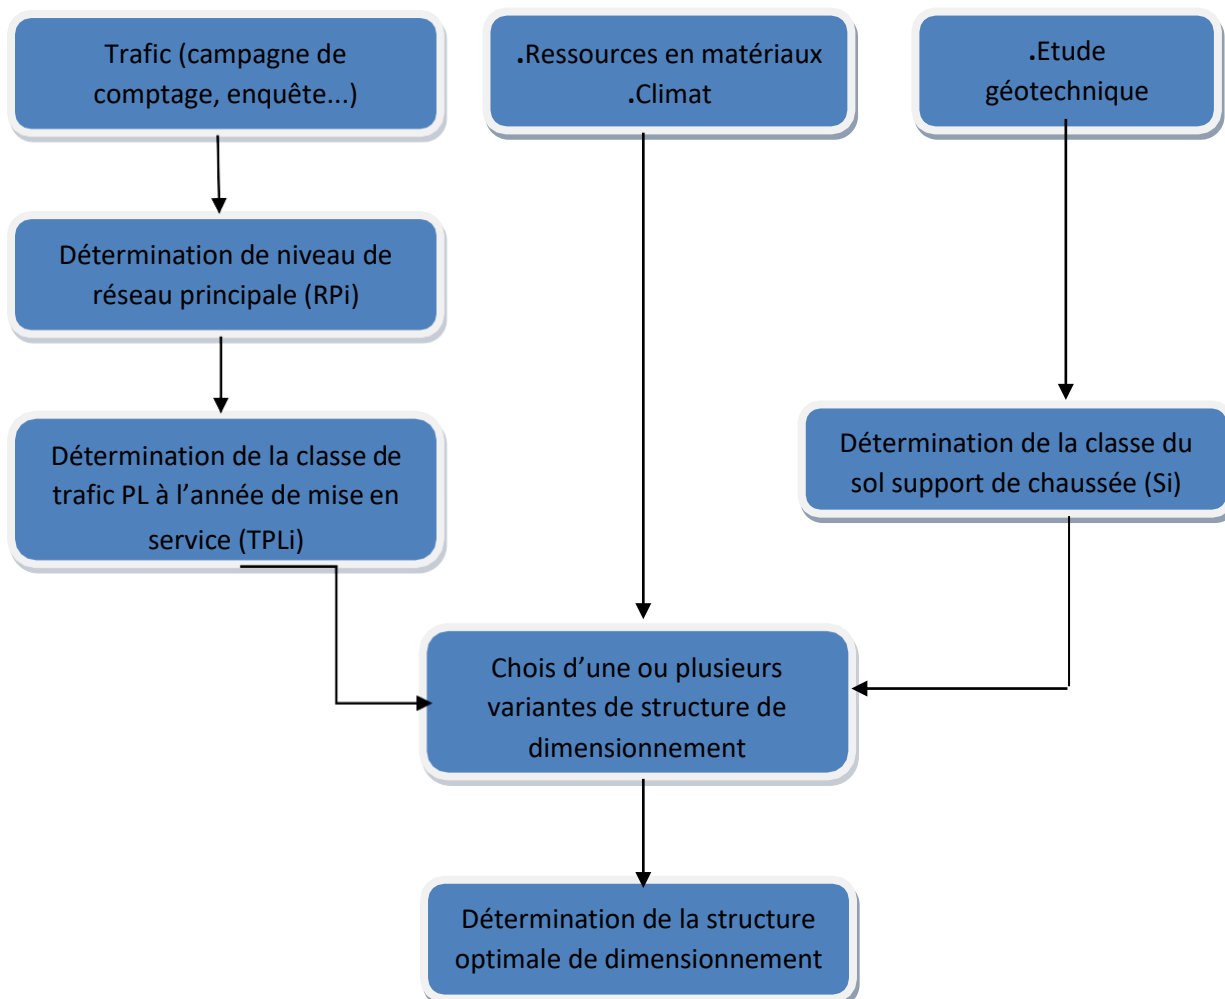 Trafic (campagne de
comptage, enquête...)
.Ressources en matériaux
.Climat
.Etude
géotechnique
Détermination de niveau de
réseau principale (RPi)
Détermination de la classe de
trafic PL à l’année de mise en
service (TPLi)
Détermination de la classe du
sol support de chaussée (Si)
Chois d’une ou plusieurs
variantes de structure de
dimensionnement
Détermination de la structure
optimale de dimensionnement